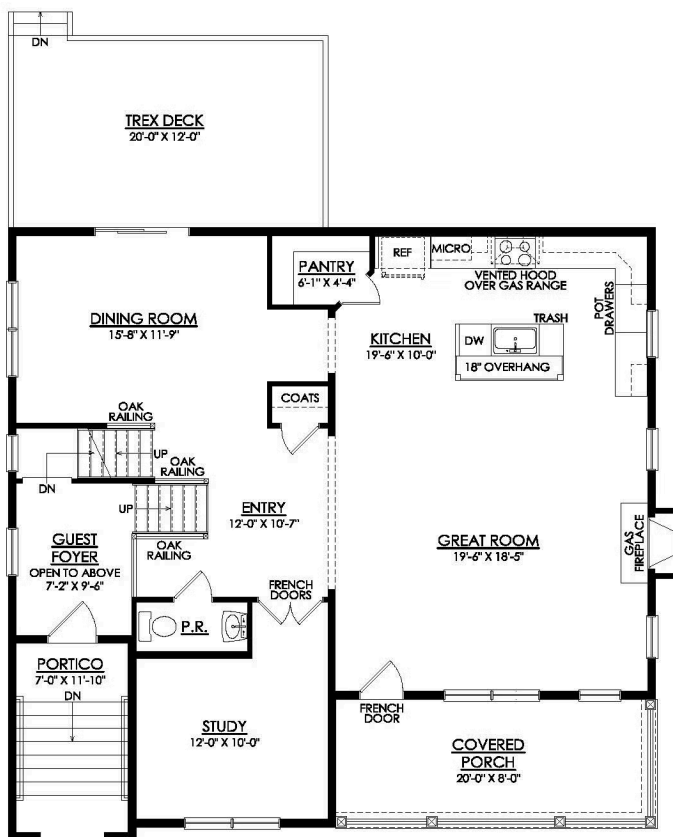 DN
TREX DECK
20'-0" X 12'-0"
PANTRY
6'-1" X 4'-4"
REF
MICRO
VENTED HOOD
OVER GAS RANGE
POT
DRAWERS
DINING ROOM
15'-8" X 11'-9"
KITCHEN
19'-6" X 10'-0"
TRASH
DW
18" OVERHANG
COATS
OAK
RAILING
UP
DN
OAK
RAILING
UP
OAK
RAILING
ENTRY
12'-0" X 10'-7"
GUEST
FOYER
OPEN TO ABOVE
7'-2" X 9'-6"
GREAT ROOM
19'-6" X 18'-5"
GAS
FIREPLACE
FRENCH
DOORS
P.R.
PORTICO
7'-0" X 11'-10"
DN
STUDY
12'-0" X 10'-0"
FRENCH
DOOR
COVERED
PORCH
20'-0" X 8'-0"